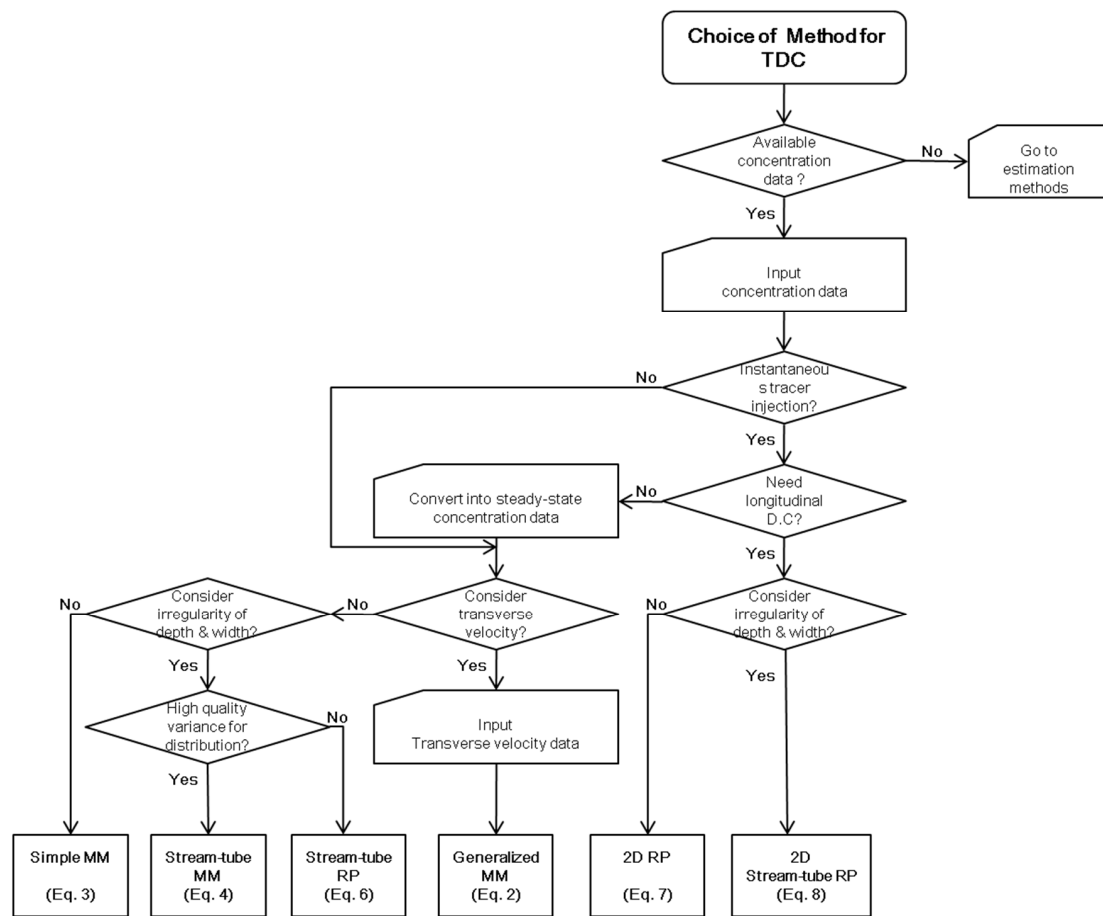 Choice of Method for
TDC
Available
concentration
data ?
No
Go to
estimation
methods
Yes
Input
concentration data
No
Instantaneou
s tracer
injection?
Yes
Convert into steady-state
concentration data
No
Need
longitudinal
D.C?
Yes
No
Consider
irregularity of
depth & width?
No
Consider
transverse
velocity?
No
Consider
irregularity of
depth & width?
Yes
Yes
Yes
High quality
variance for
distribution?
No
Input
Transverse velocity data
Yes
Simple MM
(Eq. 3)
Stream-tube
MM
(Eq. 4)
Stream-tube
RP
(Eq. 6)
Generalized
MM
(Eq. 2)
2D RP
(Eq. 7)
2D
Stream-tube RP
(Eq. 8)